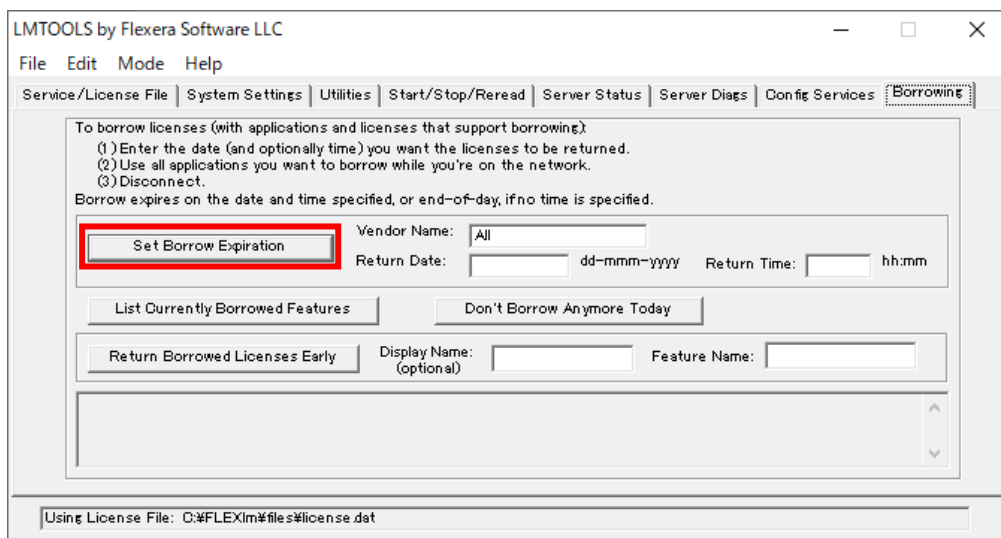 LMTOOLS by Flexera Software LLC
File Edit Mode Help
Service/License File System Settings Utilities Start/Stop/Reread Server Status Server Diags Config Services Borrowing
To borrow licenses (with applications and licenses that support borrowing):
(1) Enter the date (and optionally time) you want the licenses to be returned.
(2) Use all applications you want to borrow while you're on the network.
(3) Disconnect.
Borrow expires on the date and time specified, or end-of-day, if no time is specified.
Set Borrow Expiration Vendor Name: All
Return Date: dd-mmm-yyyy Return Time: hh:mm
List Currently Borrowed Features Don't Borrow Anymore Today
Return Borrowed Licenses Early Display Name: Feature Name:
(optional)
Using License File: C:¥FLEXlm¥files¥license.dat